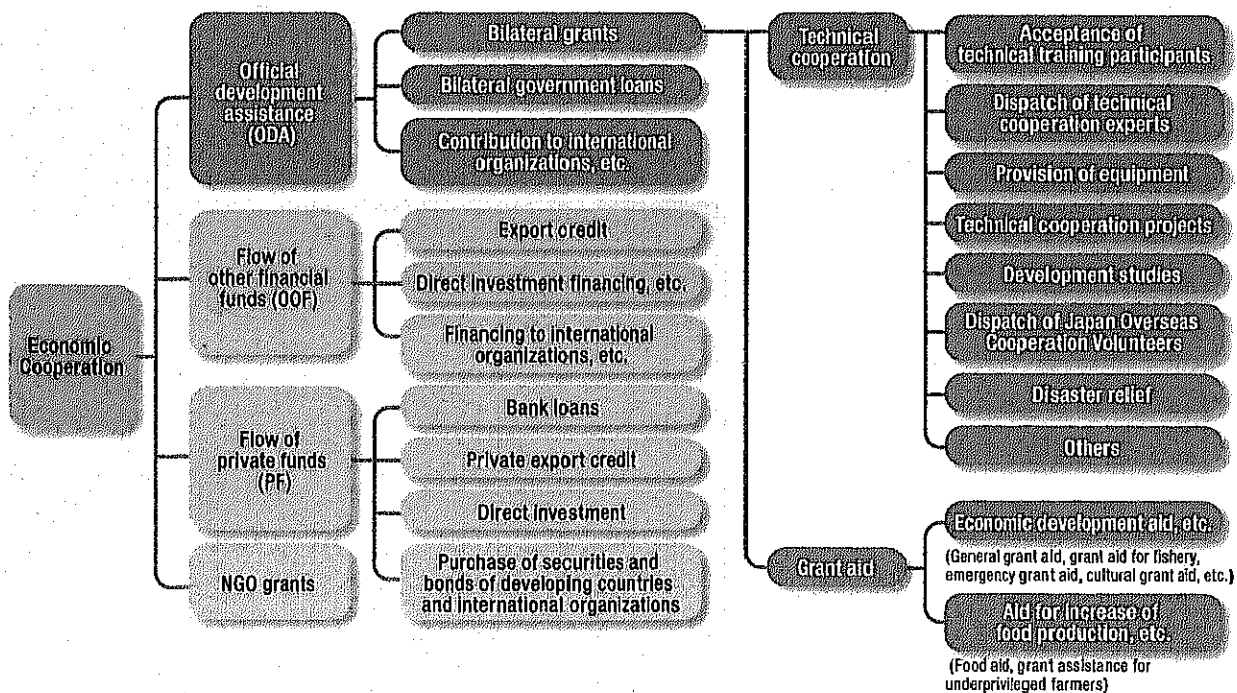 Economic
Cooperation
Official
development
assistance
(ODA)
Bilateral grants
Bilateral government loans
Contribution to international
organizations, etc.
Flow of
other financial
funds (OOF)
Export credit
Direct investment financing, etc.
Financing to international
organizations, etc.
Flow of
private funds
(PF)
Bank loans
Private export credit
Direct investment
Purchase of securities and
bonds of developing countries
and international organizations
NGO grants
Technical
cooperation
Acceptance of
technical training participants
Dispatch of technical
cooperation experts
Provision of equipment
Technical cooperation projects
Development studies
Dispatch of Japan Overseas
Cooperation Volunteers
Disaster relief
Others
Grant aid
Economic development aid, etc.
(General grant aid, grant aid for fishery,
emergency grant aid, cultural grant aid, etc.)
Aid for increase of
food production, etc.
(Food aid, grant assistance for
underprivileged farmers)